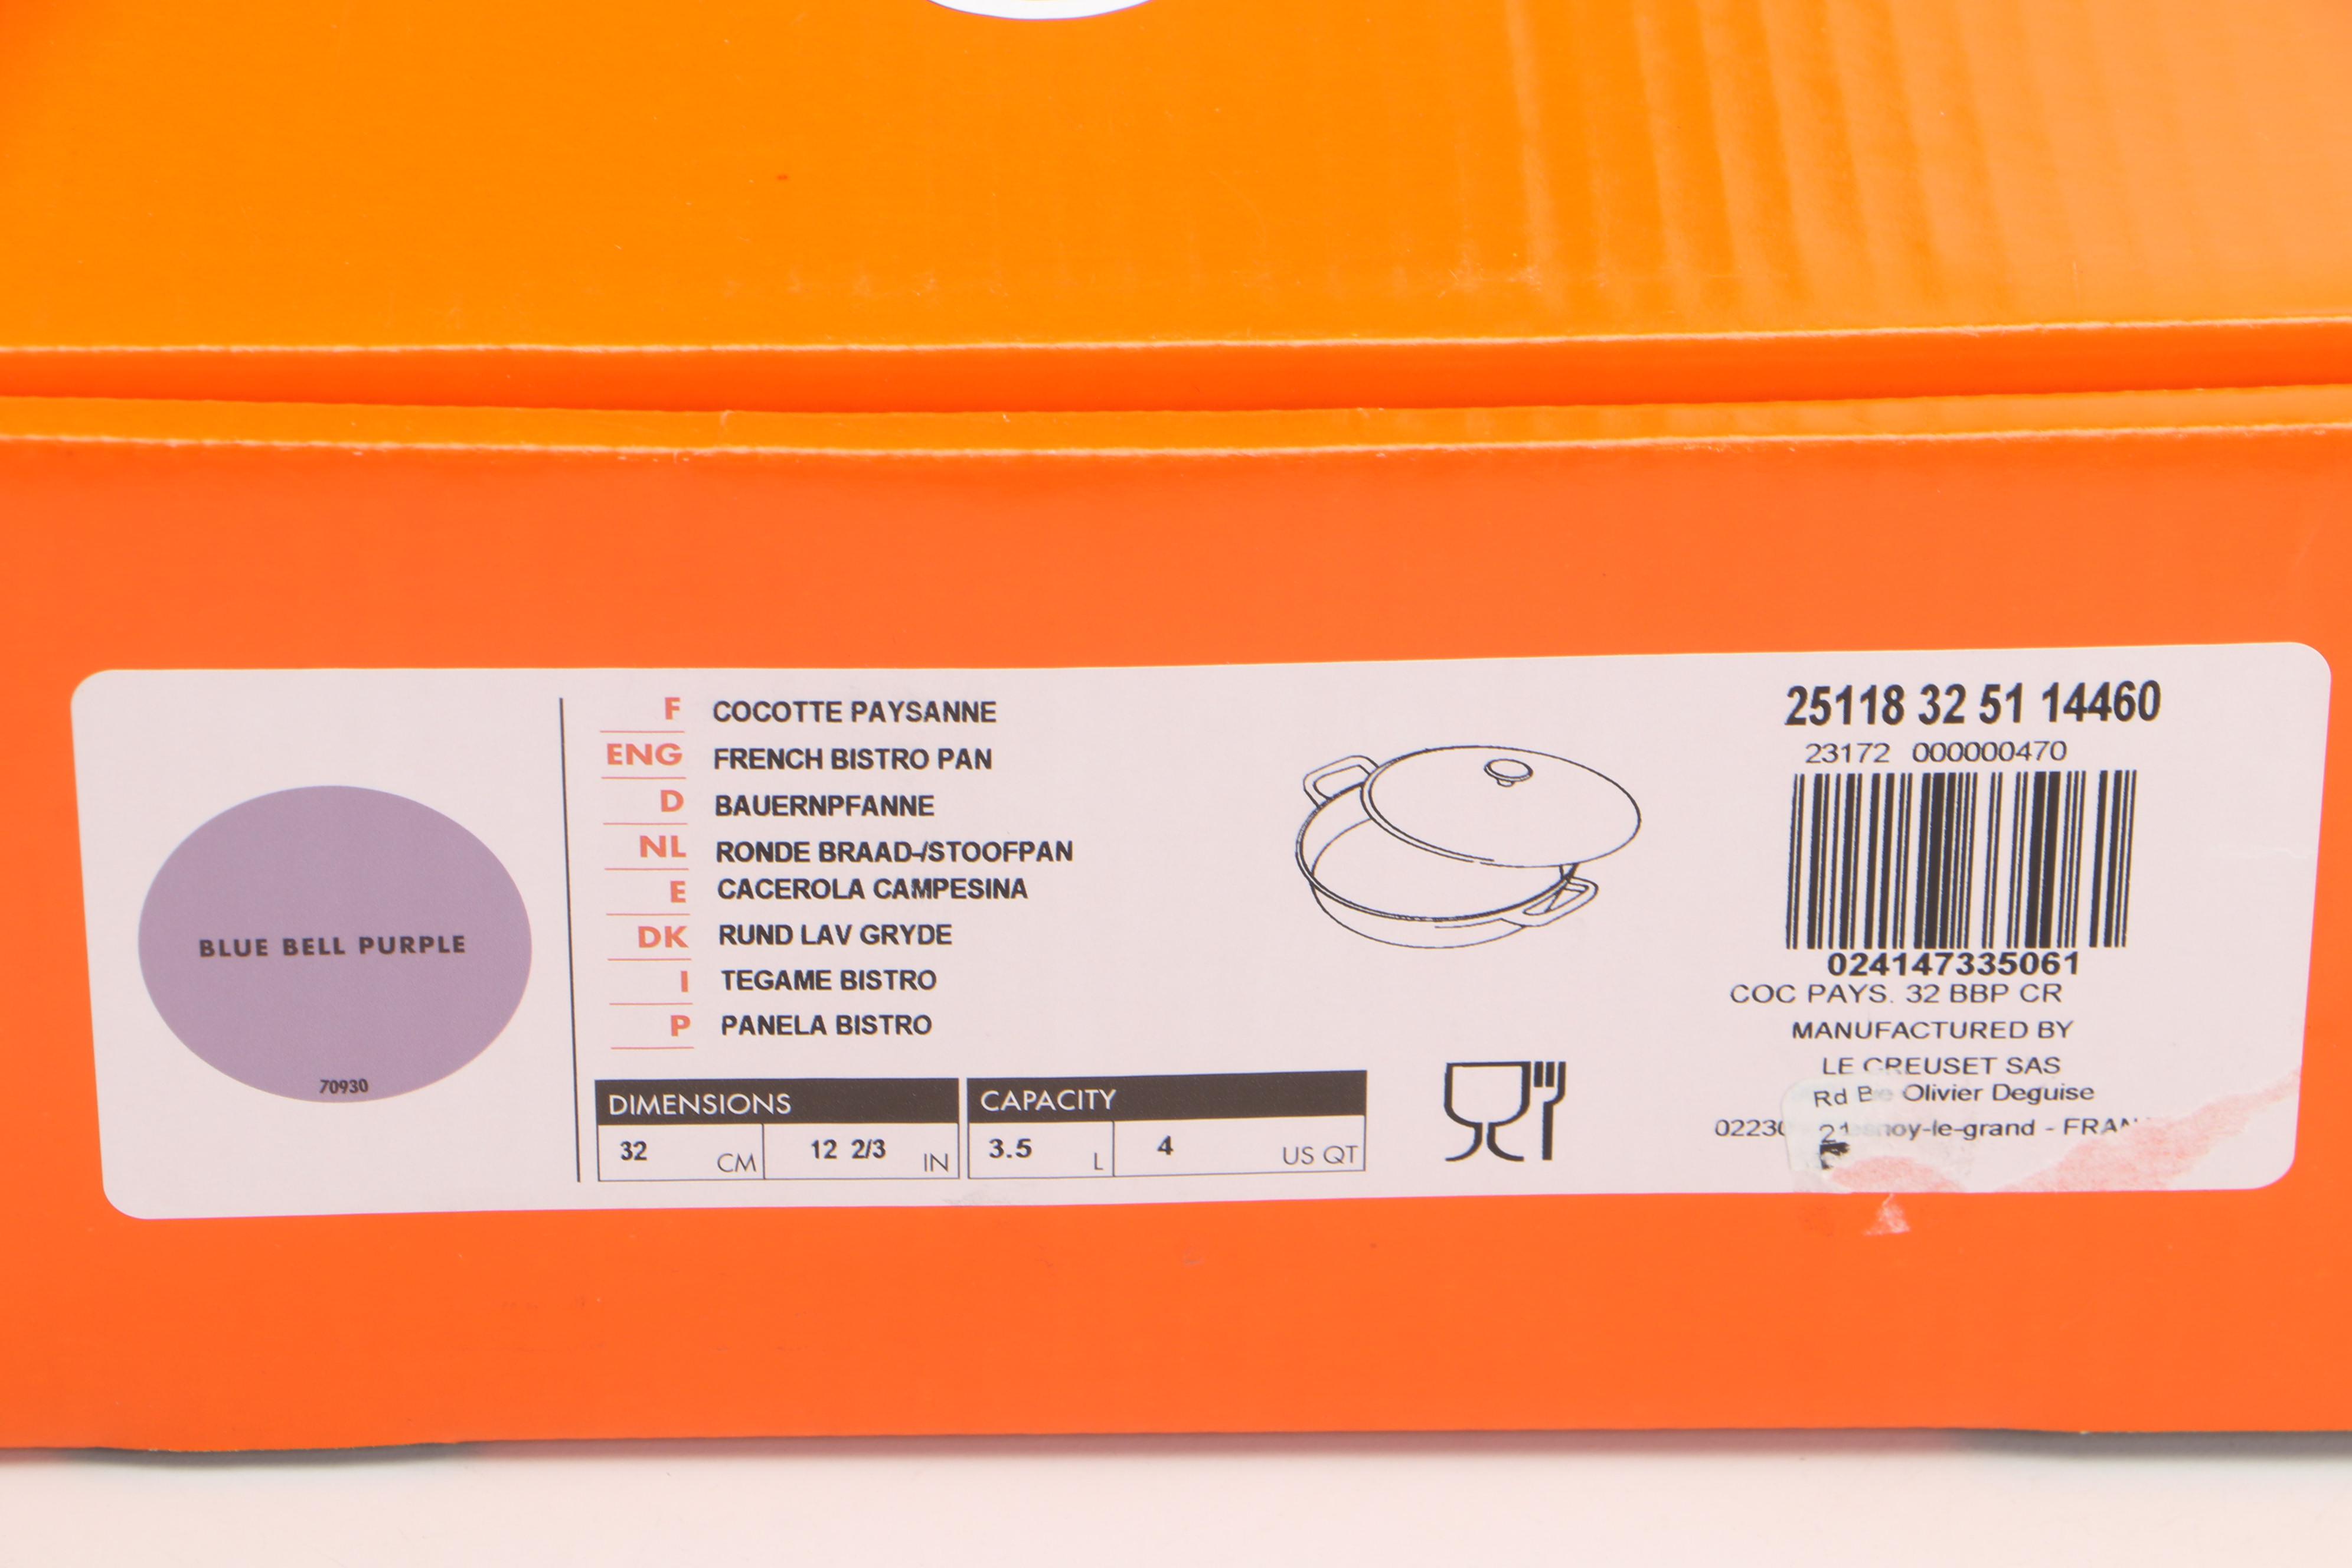 BLUE BELL PURPLE
70930
F COCOTTE PAYSANNE
ENG FRENCH BISTRO PAN
D BAUERNPFANNE
NL RONDE BRAAD-/STOOFPAN
E CACEROLA CAMPESINA
DK RUND LAV GRYDE
I TEGAME BISTRO
P PANELA BISTRO
DIMENSIONS
32 CM 12 2/3 IN
CAPACITY
3.5 L 4 US QT
25118 32 51 14460
23172 000000470
024147335061
COC PAYS. 32 BBP CR
MANUFACTURED BY
LE CREUSET SAS
Rd Olivier Deguise